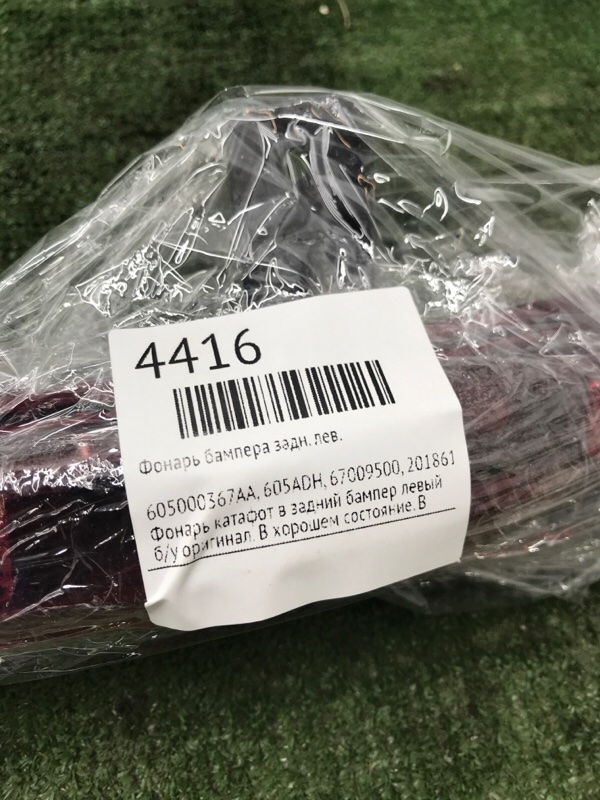 4416
Фонарь бампера задн. лев.
605000367AA, 605ADH, 67009500, 201861
Фонарь катафот в задний бампер левый
б/у оригинал. В хорошем состояние. В